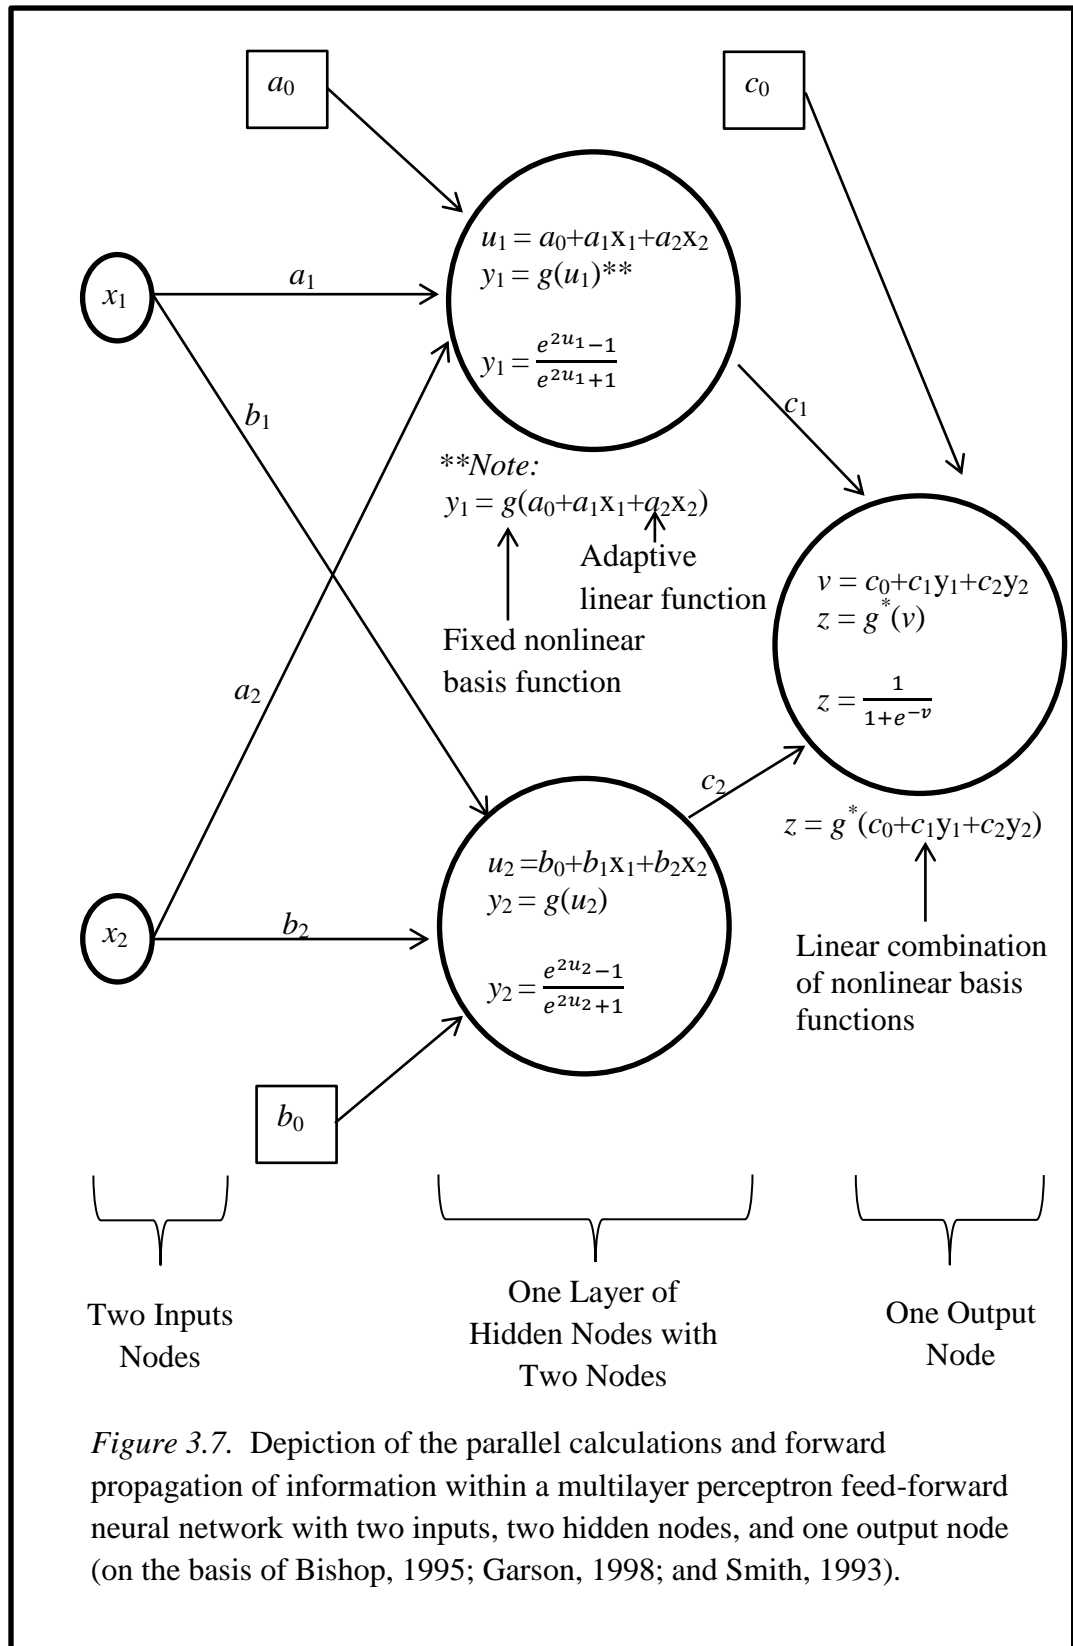 a₀
c₀
u₁ = a₀+a₁x₁+a₂x₂
y₁ = g(u₁)**
y₁ = (e^{2u₁}−1)/(e^{2u₁}+1)
x₁
a₁
b₁
c₁
**Note:
y₁ = g(a₀+a₁x₁+a₂x₂)
Adaptive
linear function
Fixed nonlinear
basis function
v = c₀+c₁y₁+c₂y₂
z = g*(v)
z = 1/(1+e^{−v})
a₂
c₂
z = g*(c₀+c₁y₁+c₂y₂)
Linear combination
of nonlinear basis
functions
u₂ =b₀+b₁x₁+b₂x₂
y₂ = g(u₂)
y₂ = (e^{2u₂}−1)/(e^{2u₂}+1)
x₂
b₂
b₀
Two Inputs
Nodes
One Layer of
Hidden Nodes with
Two Nodes
One Output
Node
Figure 3.7. Depiction of the parallel calculations and forward
propagation of information within a multilayer perceptron feed-forward
neural network with two inputs, two hidden nodes, and one output node
(on the basis of Bishop, 1995; Garson, 1998; and Smith, 1993).